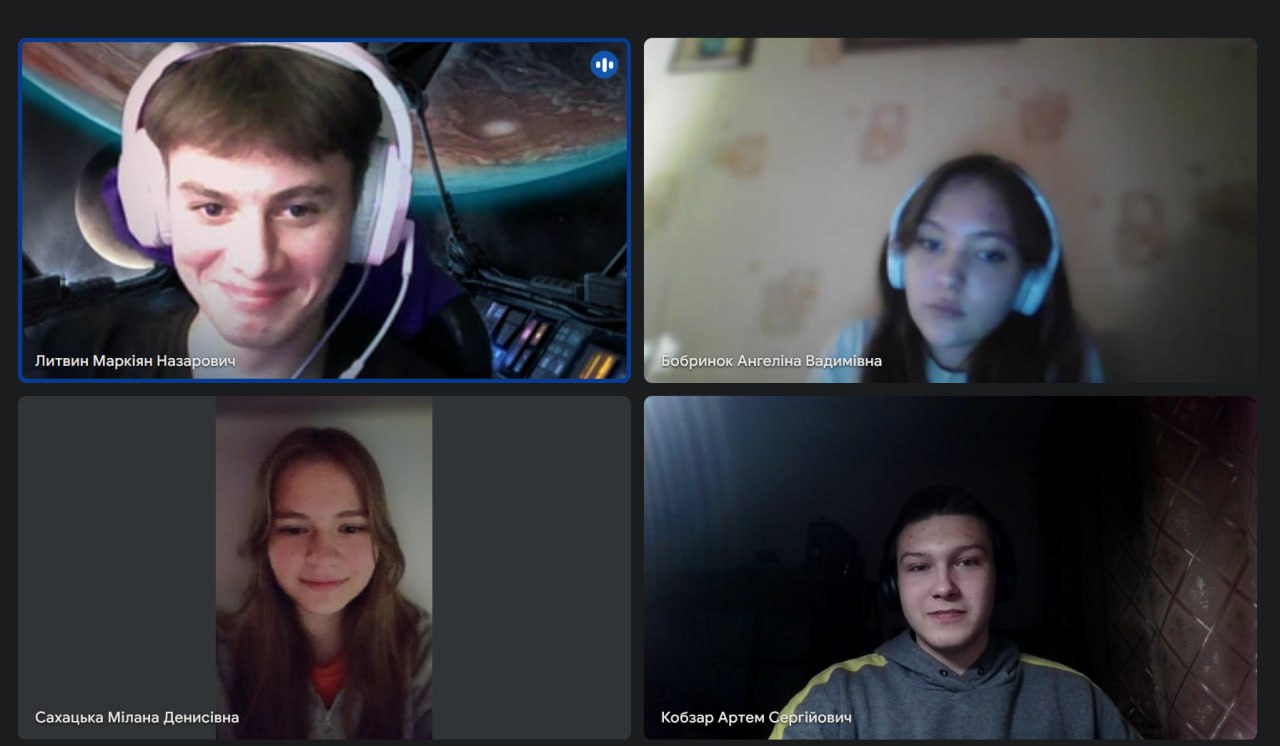 Литвин Маркіян Назарович
Бобринок Ангеліна Вадимівна
Сахацька Мілана Денисівна
Кобзар Артем Сергійович